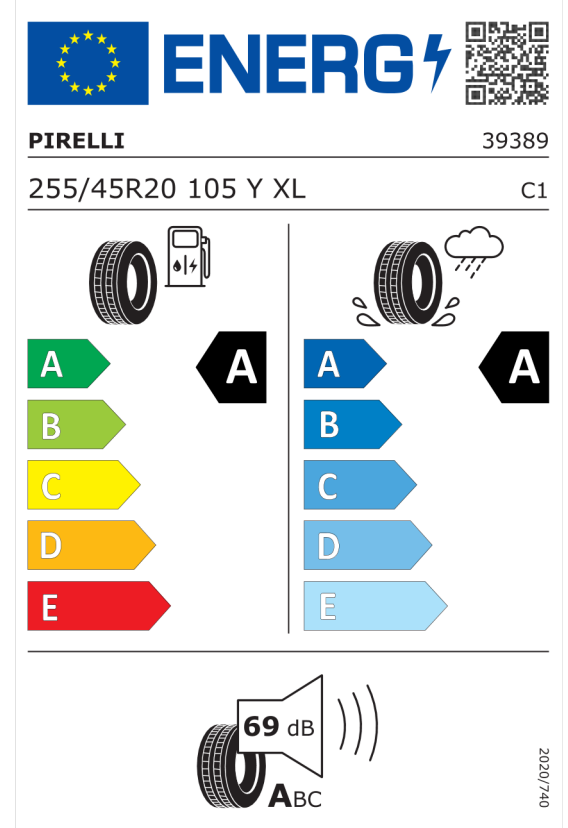 ENERG
PIRELLI 39389
255/45R20 105 Y XL C1
A A
B
C
D
E
A A
B
C
D
E
69 dB
ABC
2020/740